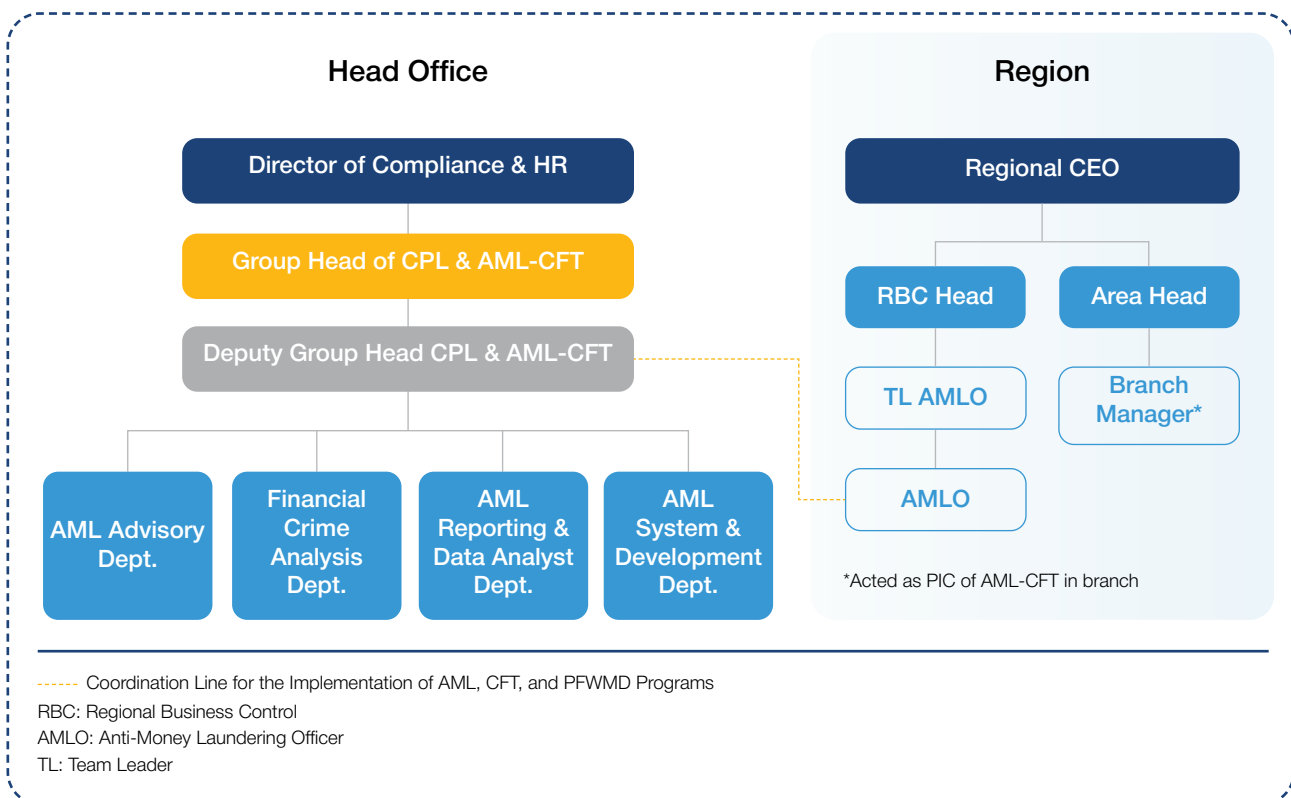 Head Office
Director of Compliance & HR
Group Head of CPL & AML-CFT
Deputy Group Head CPL & AML-CFT
AML Advisory
Dept.
Financial
Crime
Analysis
Dept.
AML
Reporting &
Data Analyst
Dept.
AML
System &
Development
Dept.
Region
Regional CEO
RBC Head
Area Head
TL AMLO
Branch
Manager*
AMLO
*Acted as PIC of AML-CFT in branch
Coordination Line for the Implementation of AML, CFT, and PFWMD Programs
RBC: Regional Business Control
AMLO: Anti-Money Laundering Officer
TL: Team Leader